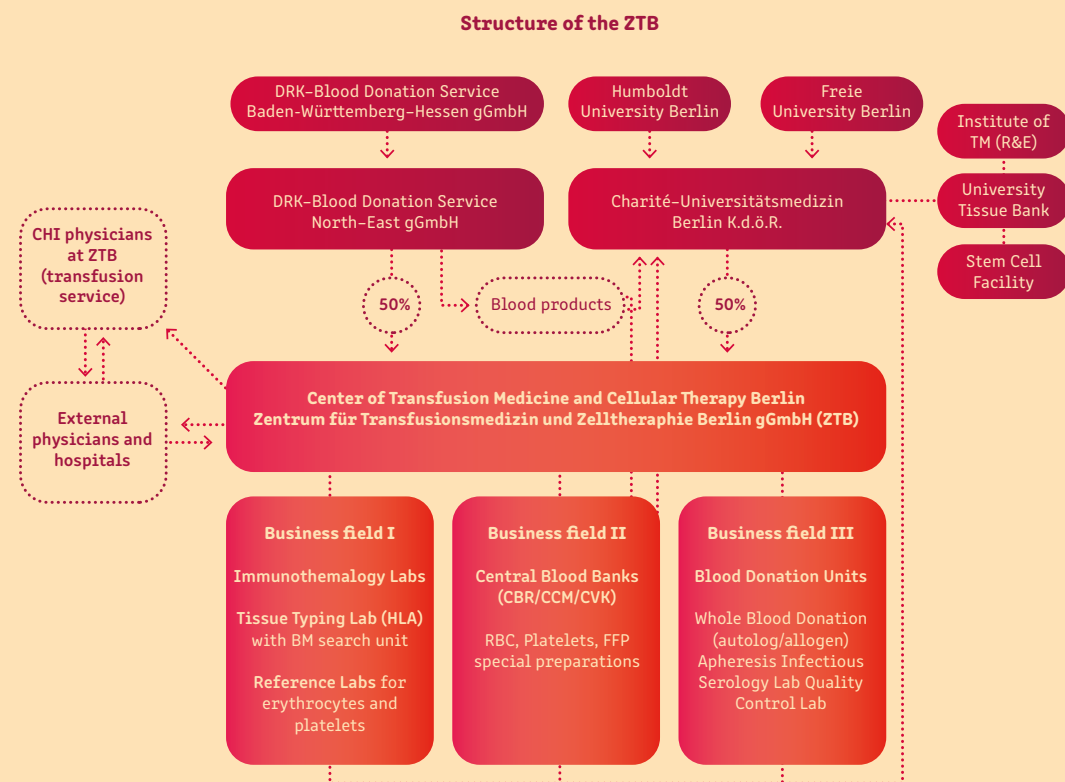 Structure of the ZTB
DRK–Blood Donation Service
Baden–Württemberg–Hessen gGmbH
Humboldt
University Berlin
Freie
University Berlin
Institute of
TM (R&E)
University
Tissue Bank
Stem Cell
Facility
DRK–Blood Donation Service
North–East gGmbH
Charité–Universitätsmedizin
Berlin K.d.ö.R.
CHI physicians
at ZTB
(transfusion
service)
50%
Blood products
50%
External
physicians and
hospitals
Center of Transfusion Medicine and Cellular Therapy Berlin
Zentrum für Transfusionsmedizin und Zelltheraphie Berlin gGmbH (ZTB)
Business field I
Immunothemalogy Labs
Tissue Typing Lab (HLA)
with BM search unit
Reference Labs for
erythrocytes and
platelets
Business field II
Central Blood Banks
(CBR/CCM/CVK)
RBC, Platelets, FFP
special preparations
Business field III
Blood Donation Units
Whole Blood Donation
(autolog/allogen)
Apheresis Infectious
Serology Lab Quality
Control Lab